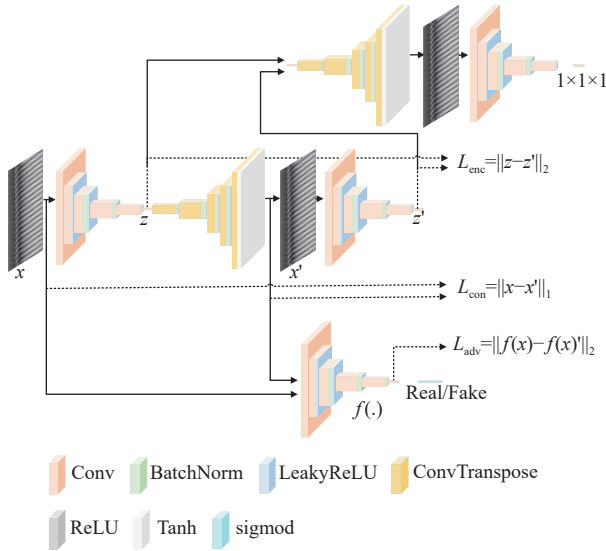 1×1×1
L_enc=||z−z'||_2
z
z'
x
x'
L_con=||x−x'||_1
L_adv=||f(x)−f(x)'||_2
Real/Fake
f(.)
Conv
BatchNorm
LeakyReLU
ConvTranspose
ReLU
Tanh
sigmod